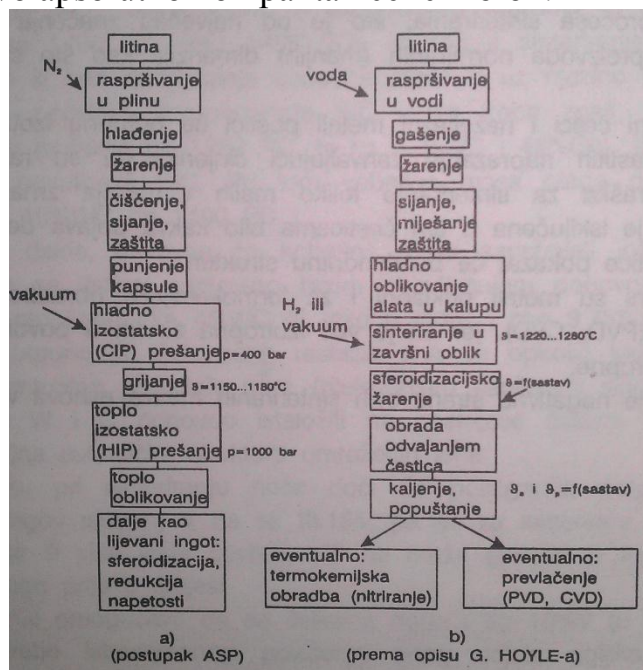 litina
N₂
raspršivanje
u plinu
hlađenje
žarenje
čišćenje,
sijanje,
zaštita
punjenje
kapsule
vakuum
hladno
izostatsko
(CIP) prešanje
p=400 bar
grijanje
ϑ=1150...1180°C
toplo
izostatsko
(HIP) prešanje
p=1000 bar
toplo
oblikovanje
dalje kao
lijevani ingot:
sferoidizacija,
redukcija
napetosti
a)
(postupak ASP)
litina
voda
raspršivanje
u vodi
gašenje
žarenje
sijanje,
miješanje
zaštita
hladno
oblikovanje
alata u kalupu
H₂ ili
vakuum
sinteriranje u
završni oblik
ϑ=1220...1280°C
sferoidizacijsko
žarenje
ϑ=f(sastav)
obrada
odvajanjem
čestica
kaljenje,
popuštanje
ϑₐ i ϑₚ=f(sastav)
eventualno:
termokemijska
obradba (nitriranje)
eventualno:
prevlačenje
(PVD, CVD)
b)
(prema opisu G. HOYLE-a)